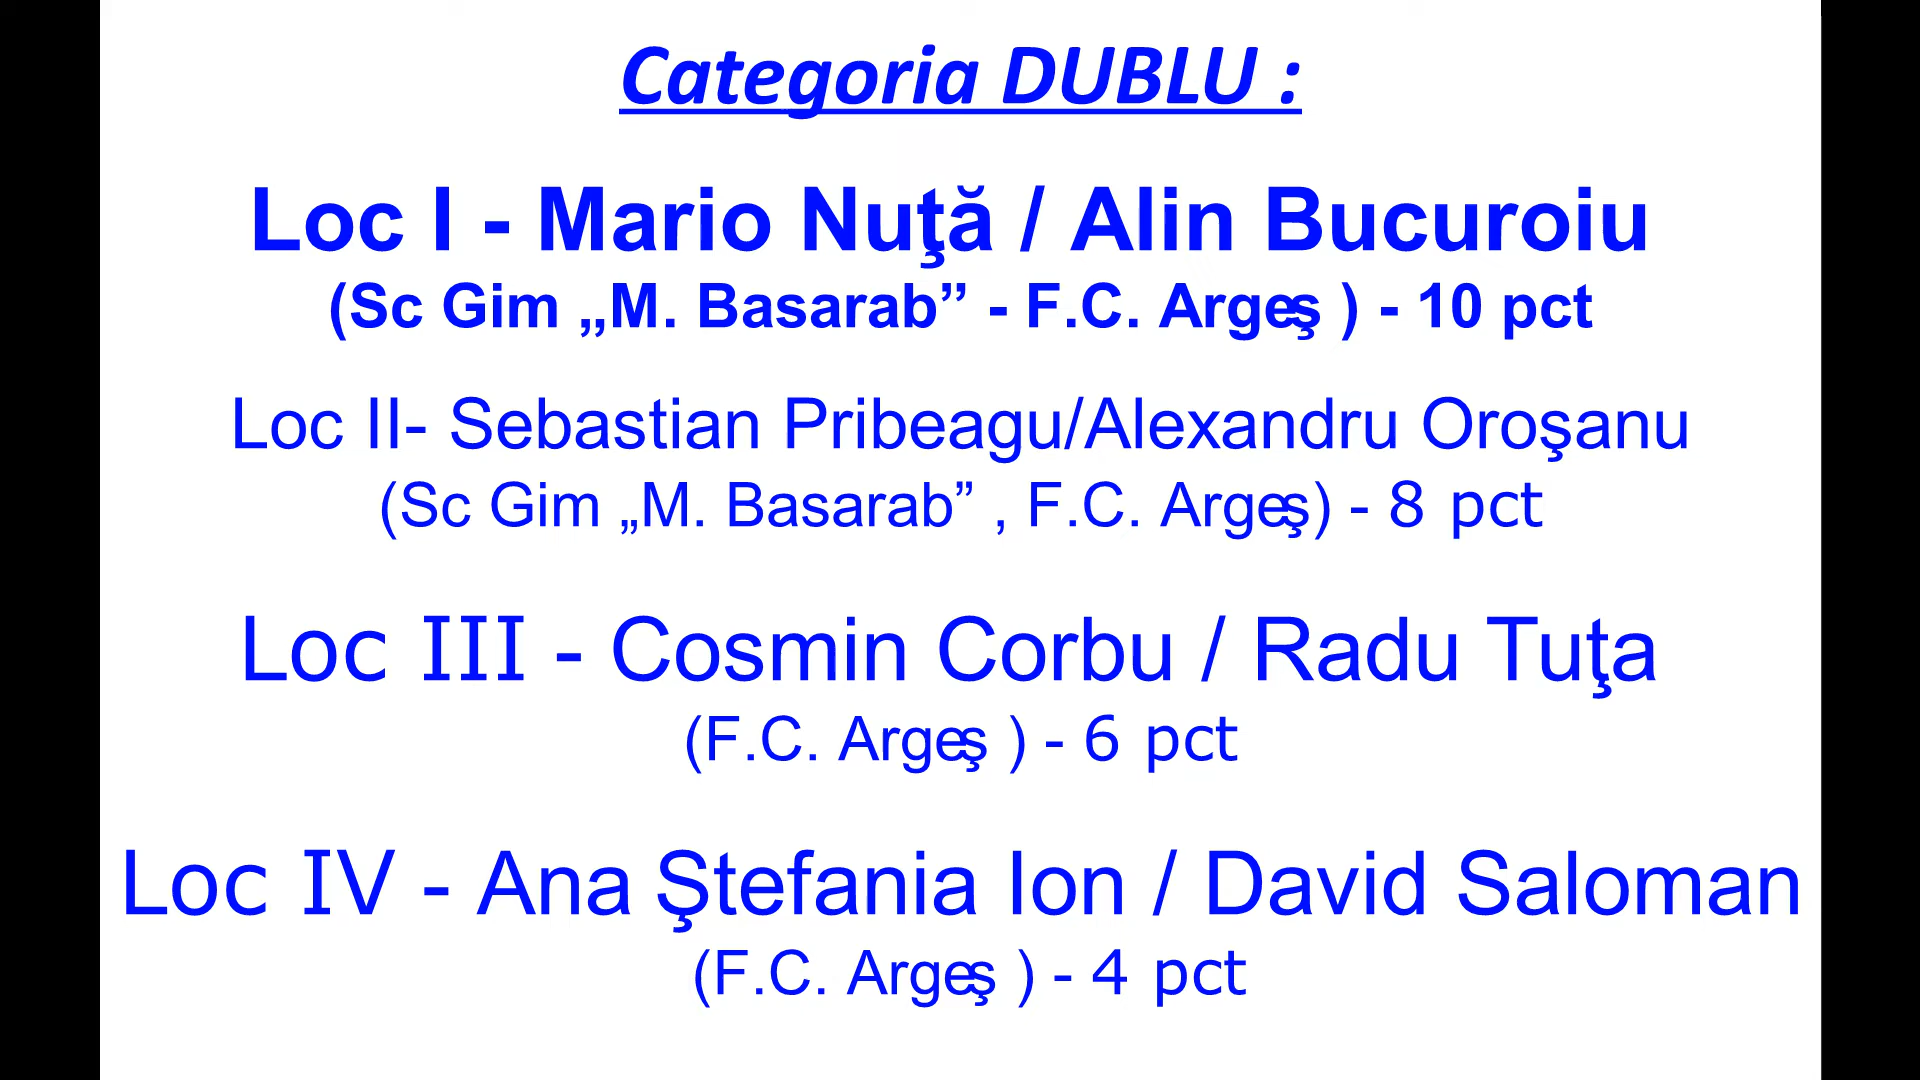 Categoria DUBLU :
Loc I - Mario Nuţă / Alin Bucuroiu
(Sc Gim „M. Basarab” - F.C. Argeş ) - 10 pct
Loc II- Sebastian Pribeagu/Alexandru Oroşanu
(Sc Gim „M. Basarab” , F.C. Argeş) - 8 pct
Loc III - Cosmin Corbu / Radu Tuţa
(F.C. Argeş ) - 6 pct
Loc IV - Ana Ştefania Ion / David Saloman
(F.C. Argeş ) - 4 pct